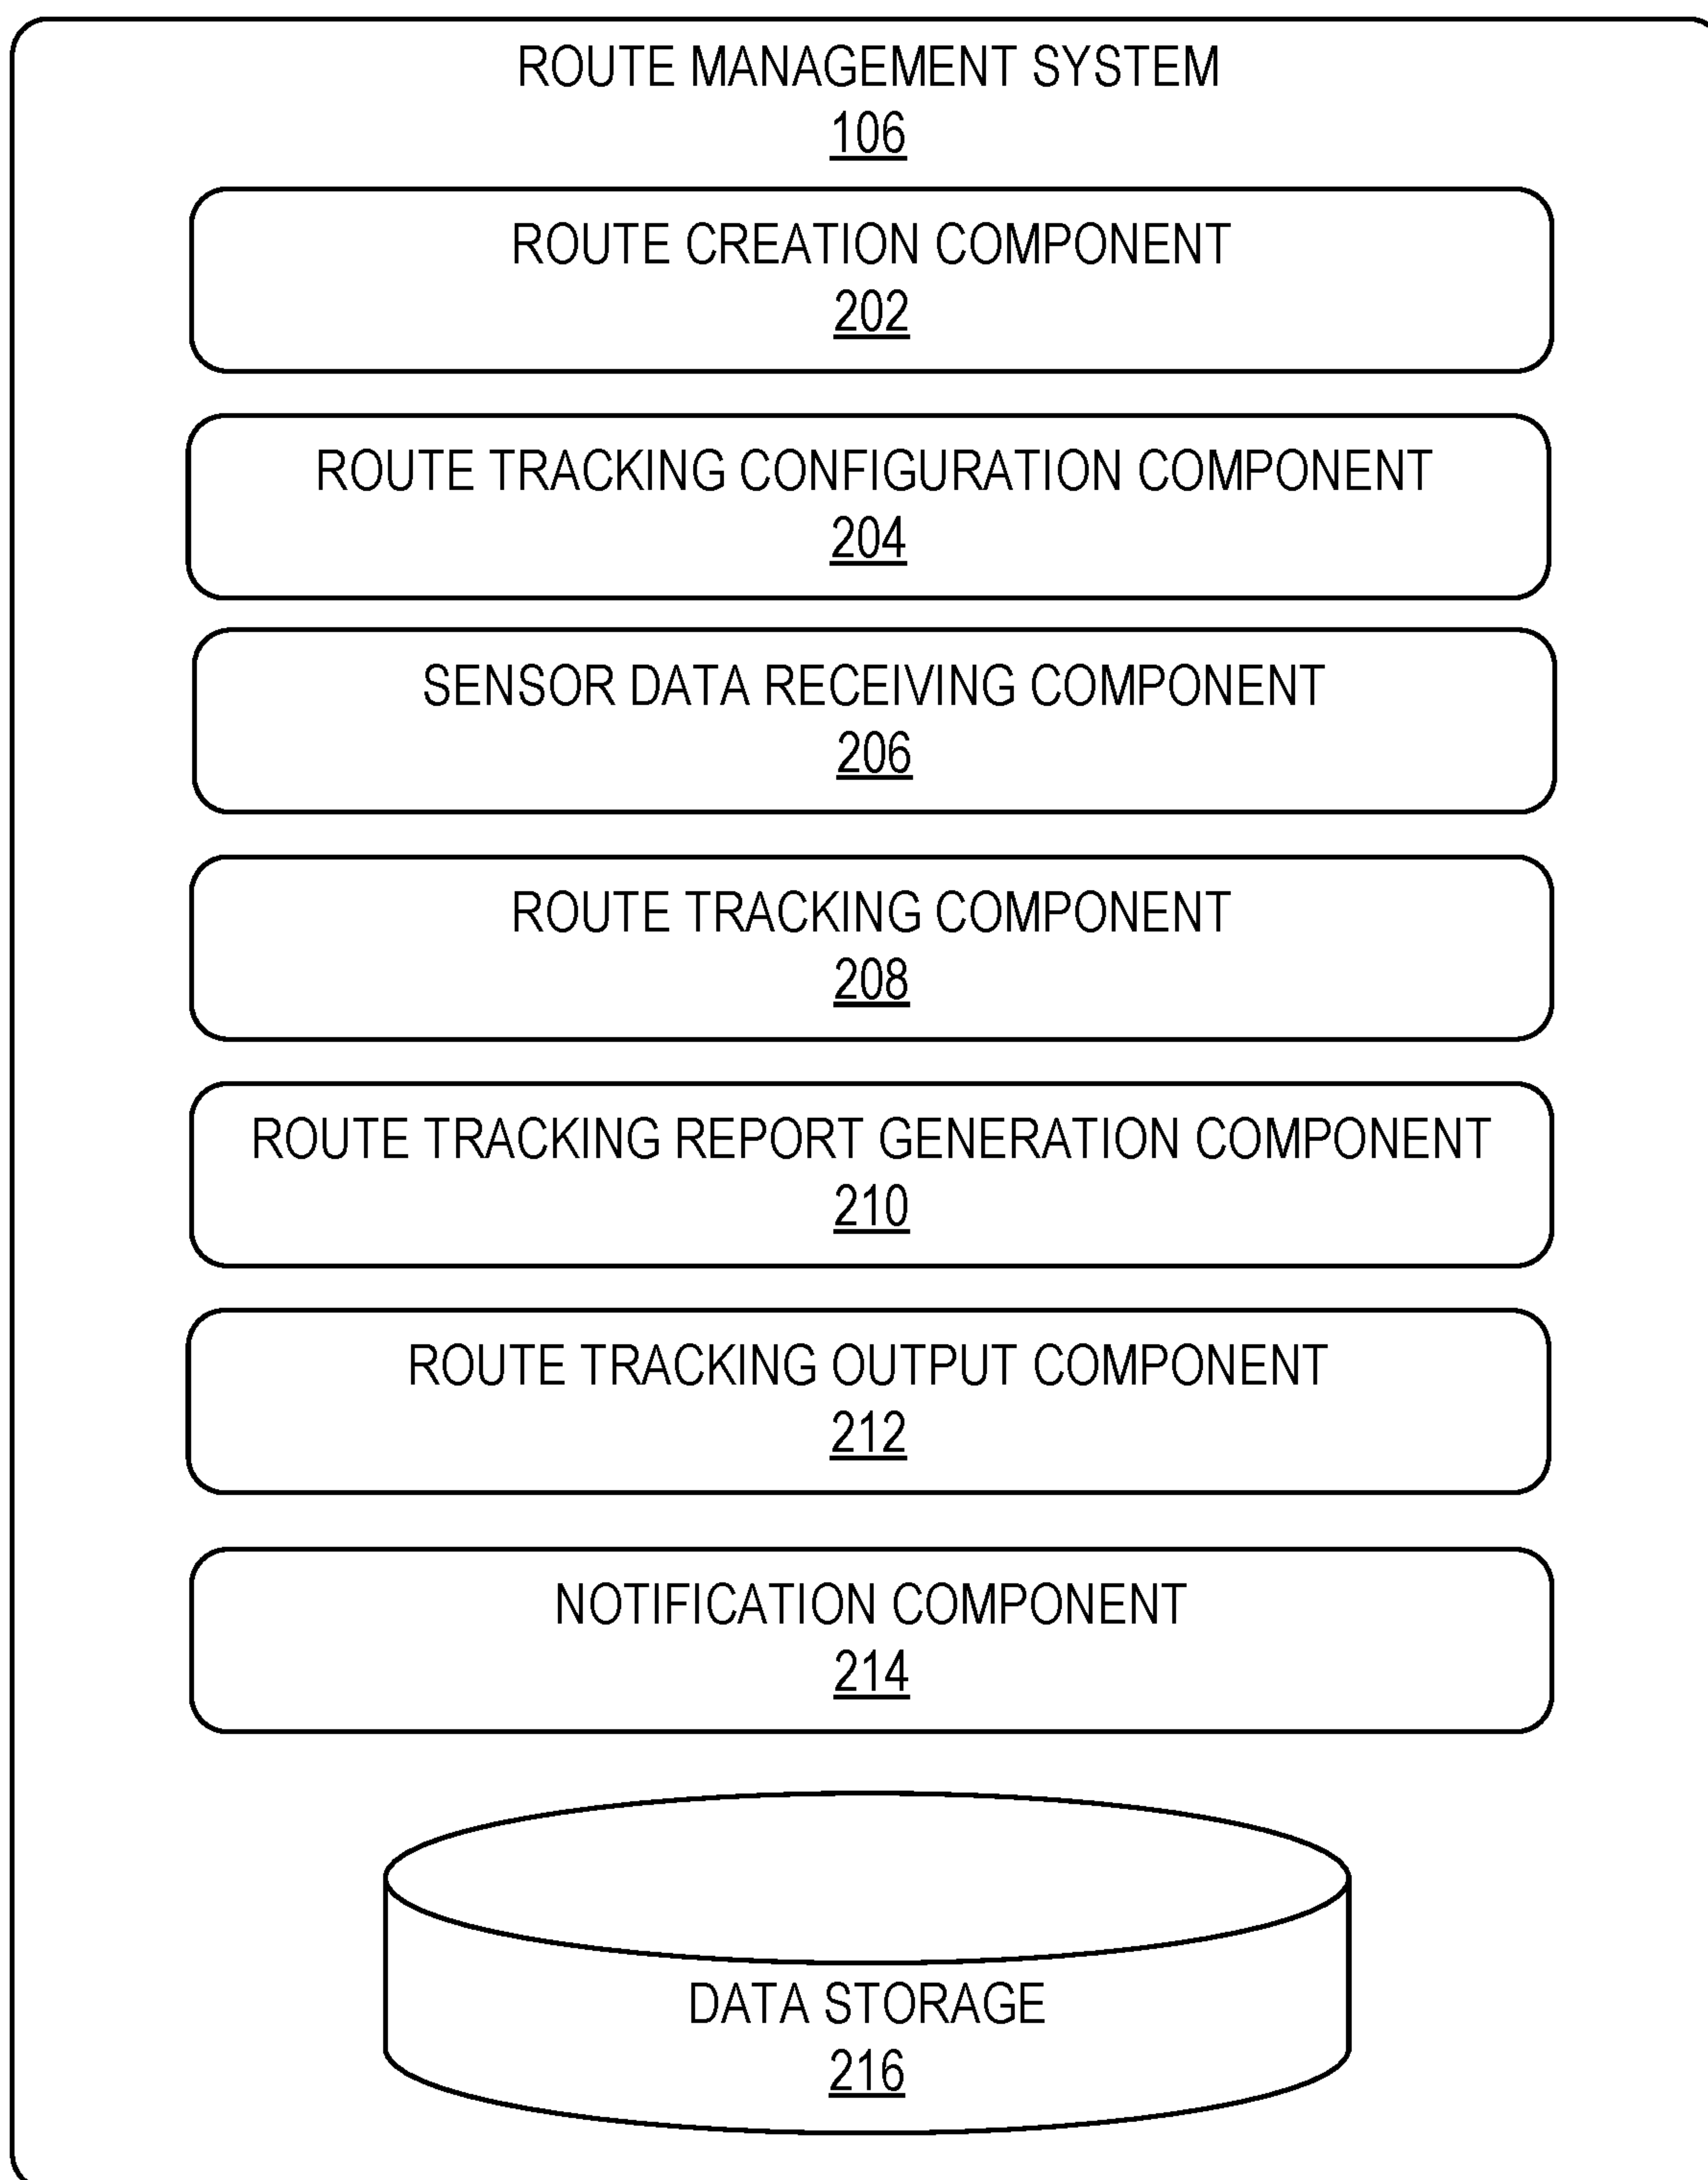 ROUTE MANAGEMENT SYSTEM
106
ROUTE CREATION COMPONENT
202
ROUTE TRACKING CONFIGURATION COMPONENT
204
SENSOR DATA RECEIVING COMPONENT
206
ROUTE TRACKING COMPONENT
208
ROUTE TRACKING REPORT GENERATION COMPONENT
210
ROUTE TRACKING OUTPUT COMPONENT
212
NOTIFICATION COMPONENT
214
DATA STORAGE
216